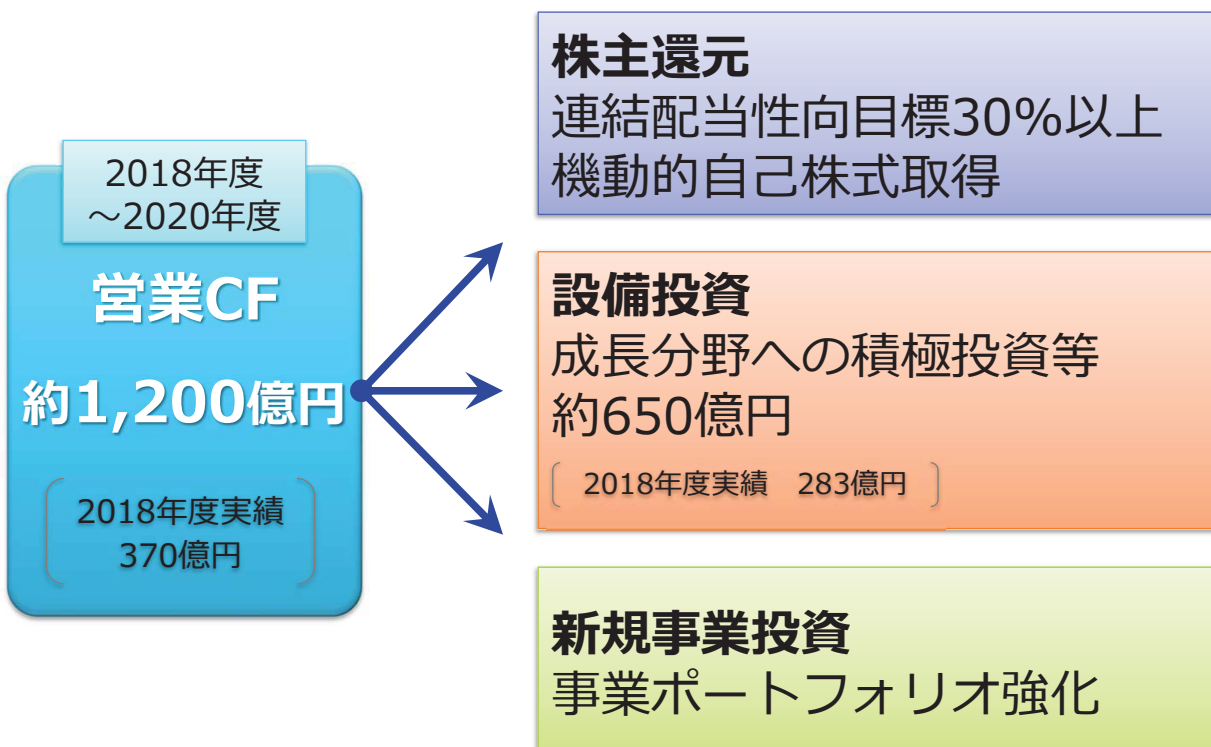 2018年度
～2020年度
営業CF
約1,200億円
2018年度実績
370億円
株主還元
連結配当性向目標30%以上
機動的自己株式取得
設備投資
成長分野への積極投資等
約650億円
2018年度実績　283億円
新規事業投資
事業ポートフォリオ強化